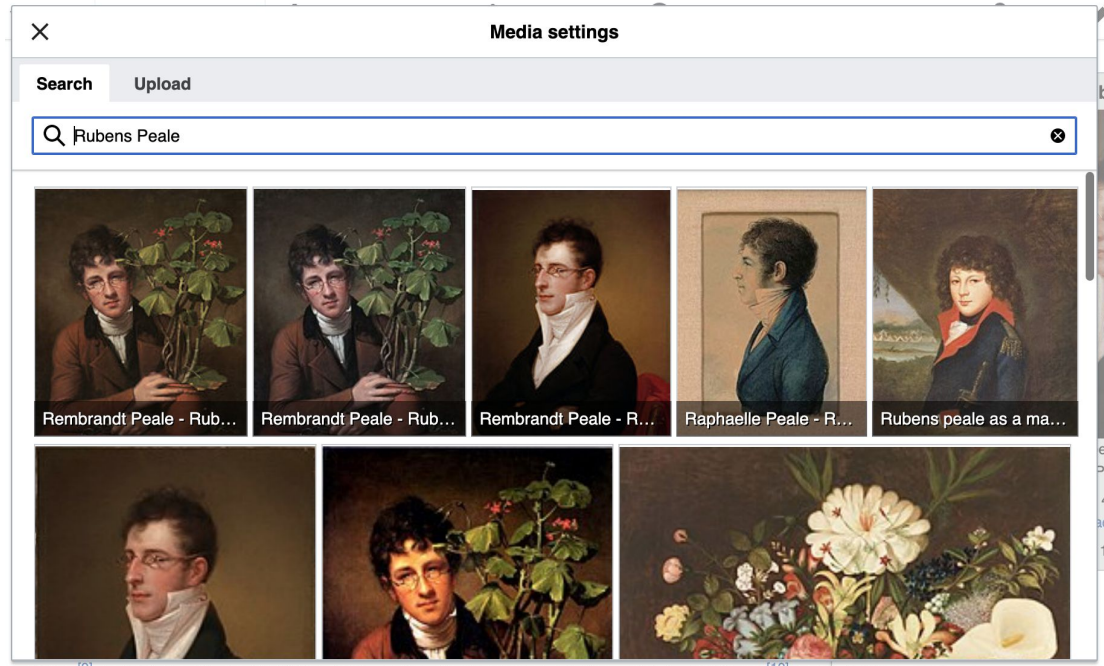 Media settings
Search Upload
Rubens Peale
Rembrandt Peale - Rub...
Rembrandt Peale - Rub...
Rembrandt Peale - R...
Raphaelle Peale - R...
Rubens peale as a ma...